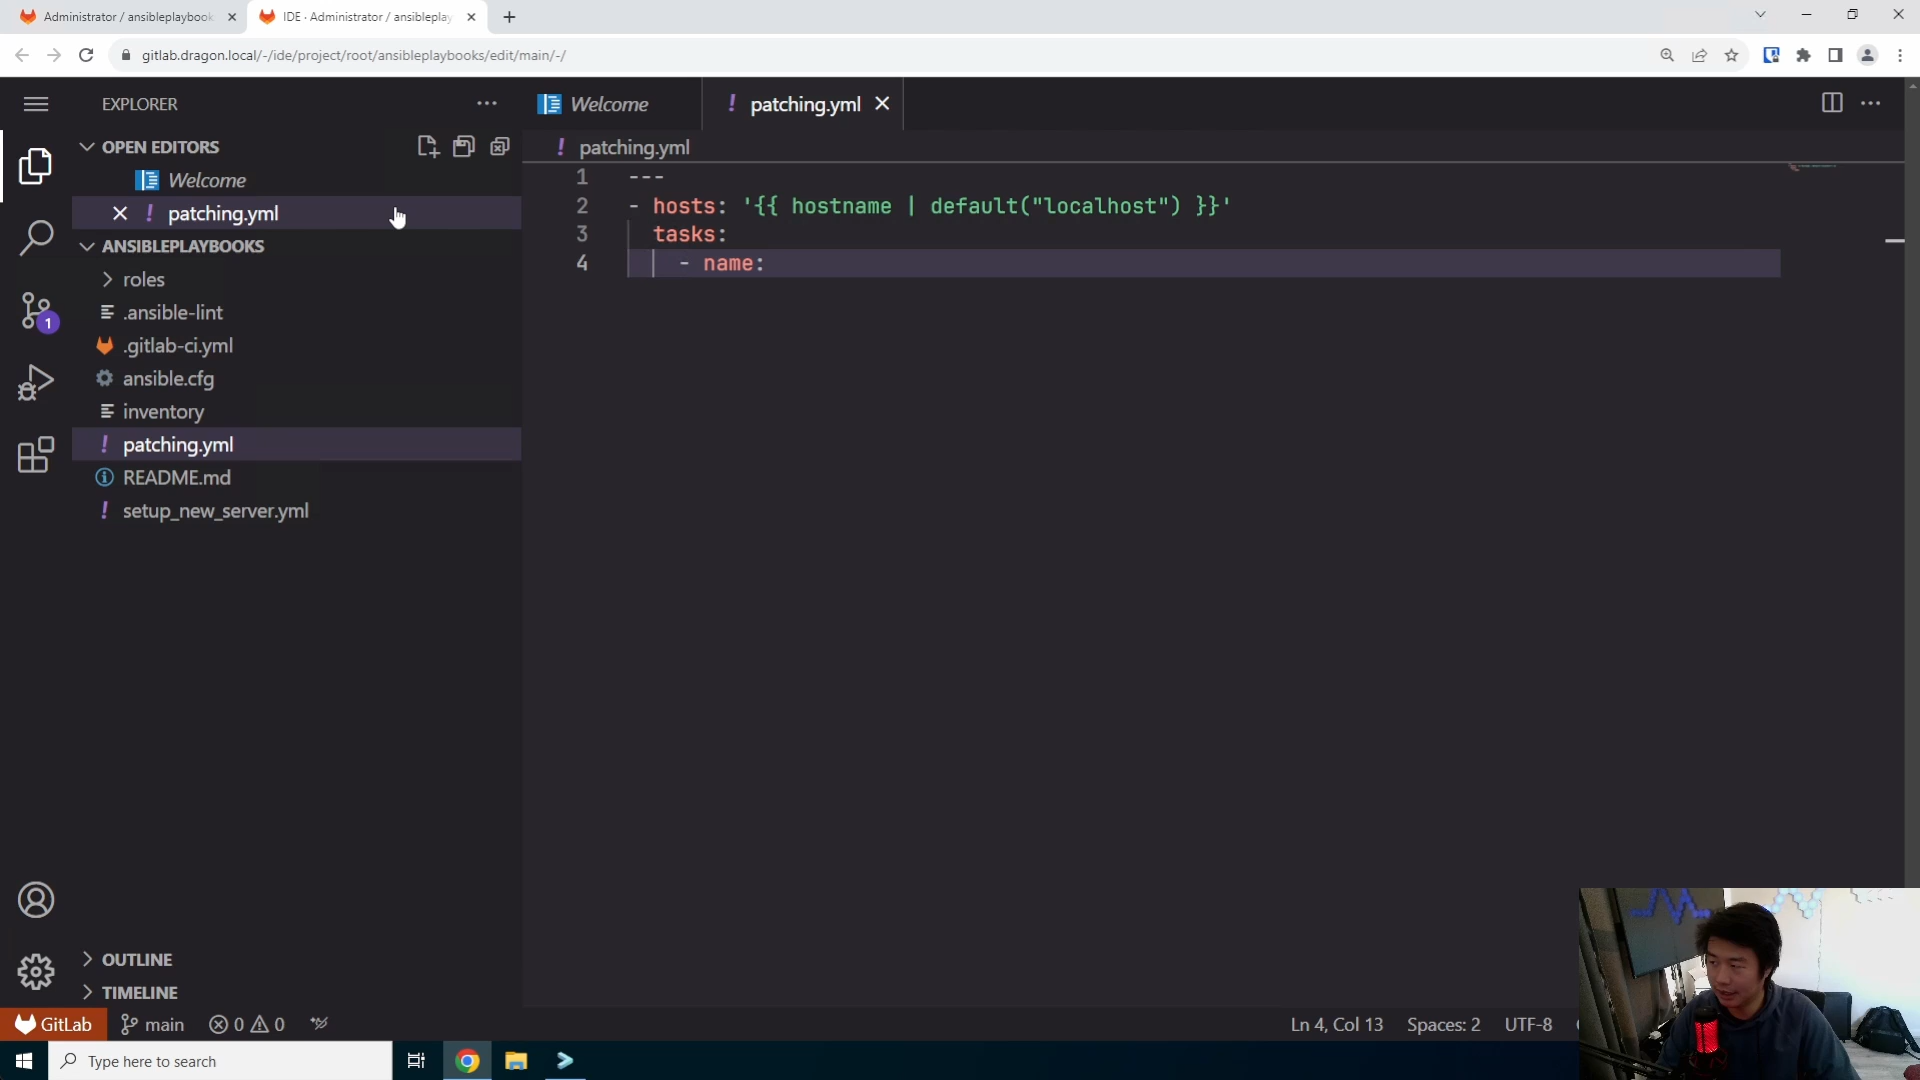 Administrator / ansibleplaybook
IDE · Administrator / ansibleplay
gitlab.dragon.local/-/ide/project/root/ansibleplaybooks/edit/main/-/
EXPLORER
Welcome
patching.yml
OPEN EDITORS
patching.yml
Welcome
patching.yml
ANSIBLEPLAYBOOKS
roles
.ansible-lint
.gitlab-ci.yml
ansible.cfg
inventory
patching.yml
README.md
setup_new_server.yml
1 ---
2 - hosts: '{{ hostname | default("localhost") }}'
3 tasks:
4 - name:
1
OUTLINE
TIMELINE
GitLab
main
0 0
Ln 4, Col 13
Spaces: 2
UTF-8
Type here to search